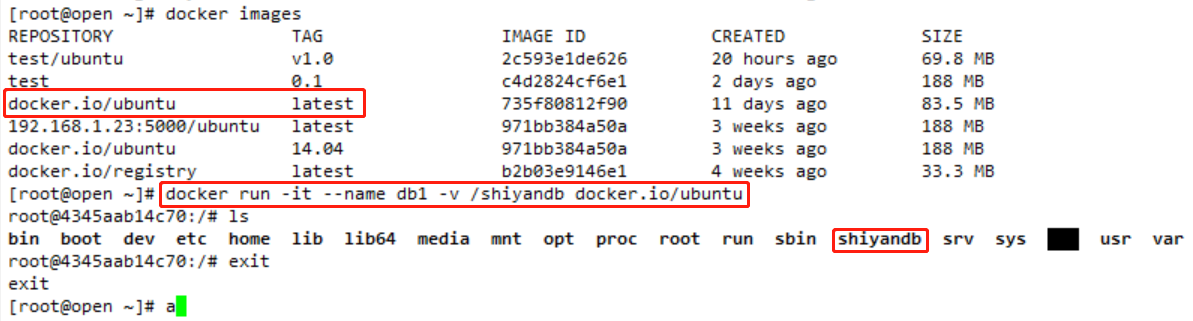 [root@open ~]# docker images
REPOSITORY TAG IMAGE ID CREATED SIZE
test/ubuntu v1.0 2c593e1de626 20 hours ago 69.8 MB
test 0.1 c4d2824cf6e1 2 days ago 188 MB
docker.io/ubuntu latest 735f80812f90 11 days ago 83.5 MB
192.168.1.23:5000/ubuntu latest 971bb384a50a 3 weeks ago 188 MB
docker.io/ubuntu 14.04 971bb384a50a 3 weeks ago 188 MB
docker.io/registry latest b2b03e9146e1 4 weeks ago 33.3 MB
[root@open ~]# docker run -it --name db1 -v /shiyandb docker.io/ubuntu
root@4345aab14c70:/# ls
bin boot dev etc home lib lib64 media mnt opt proc root run sbin shiyandb srv sys usr var
root@4345aab14c70:/# exit
exit
[root@open ~]# a